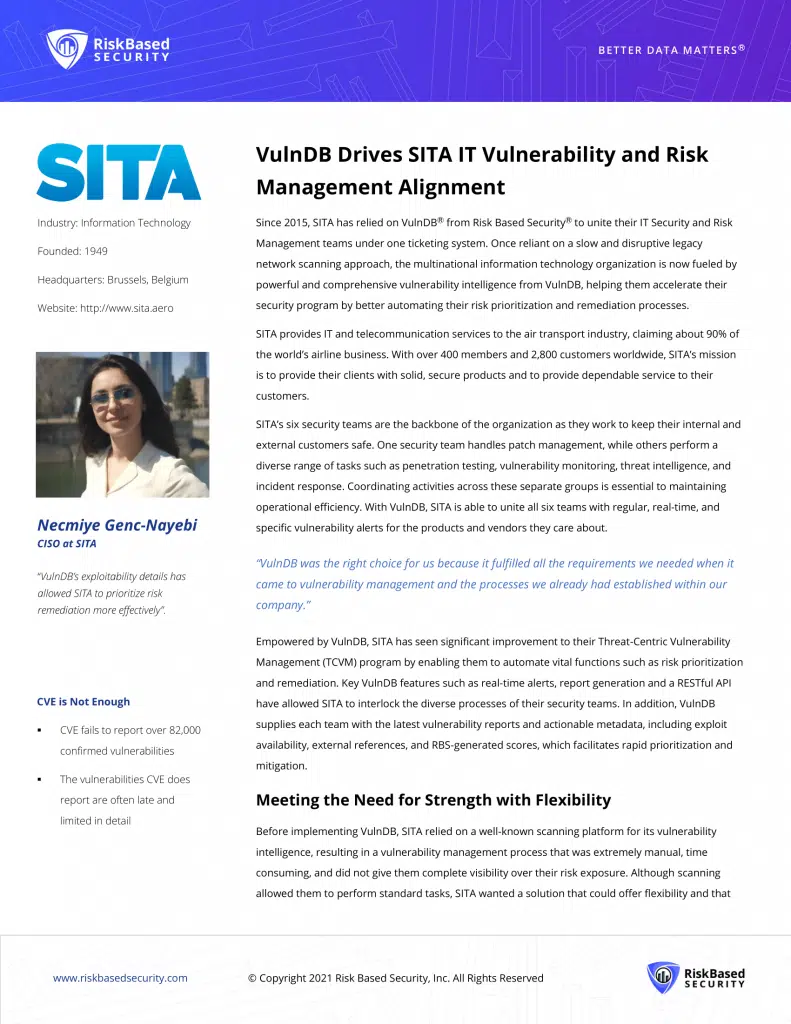 RiskBased
SECURITY
BETTER DATA MATTERS®
SITA
Industry: Information Technology
Founded: 1949
Headquarters: Brussels, Belgium
Website: http://www.sita.aero
Necmiye Genc-Nayebi
CISO at SITA
“VulnDB’s exploitability details has
allowed SITA to prioritize risk
remediation more effectively”.
CVE is Not Enough
▪ CVE fails to report over 82,000
confirmed vulnerabilities
▪ The vulnerabilities CVE does
report are often late and
limited in detail
VulnDB Drives SITA IT Vulnerability and Risk
Management Alignment
Since 2015, SITA has relied on VulnDB® from Risk Based Security® to unite their IT Security and Risk
Management teams under one ticketing system. Once reliant on a slow and disruptive legacy
network scanning approach, the multinational information technology organization is now fueled by
powerful and comprehensive vulnerability intelligence from VulnDB, helping them accelerate their
security program by better automating their risk prioritization and remediation processes.
SITA provides IT and telecommunication services to the air transport industry, claiming about 90% of
the world’s airline business. With over 400 members and 2,800 customers worldwide, SITA’s mission
is to provide their clients with solid, secure products and to provide dependable service to their
customers.
SITA’s six security teams are the backbone of the organization as they work to keep their internal and
external customers safe. One security team handles patch management, while others perform a
diverse range of tasks such as penetration testing, vulnerability monitoring, threat intelligence, and
incident response. Coordinating activities across these separate groups is essential to maintaining
operational efficiency. With VulnDB, SITA is able to unite all six teams with regular, real-time, and
specific vulnerability alerts for the products and vendors they care about.
“VulnDB was the right choice for us because it fulfilled all the requirements we needed when it
came to vulnerability management and the processes we already had established within our
company.”
Empowered by VulnDB, SITA has seen significant improvement to their Threat-Centric Vulnerability
Management (TCVM) program by enabling them to automate vital functions such as risk prioritization
and remediation. Key VulnDB features such as real-time alerts, report generation and a RESTful API
have allowed SITA to interlock the diverse processes of their security teams. In addition, VulnDB
supplies each team with the latest vulnerability reports and actionable metadata, including exploit
availability, external references, and RBS-generated scores, which facilitates rapid prioritization and
mitigation.
Meeting the Need for Strength with Flexibility
Before implementing VulnDB, SITA relied on a well-known scanning platform for its vulnerability
intelligence, resulting in a vulnerability management process that was extremely manual, time
consuming, and did not give them complete visibility over their risk exposure. Although scanning
allowed them to perform standard tasks, SITA wanted a solution that could offer flexibility and that
www.riskbasedsecurity.com
© Copyright 2021 Risk Based Security, Inc. All Rights Reserved
RiskBased
SECURITY